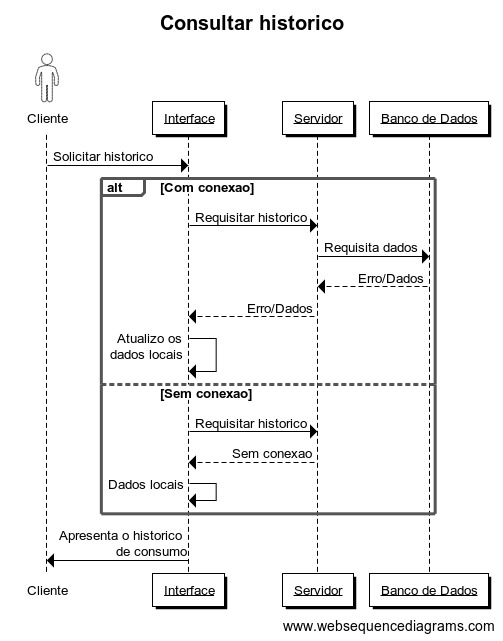 Consultar historico
Cliente
Interface
Servidor
Banco de Dados
Solicitar historico
alt
[Com conexao]
Requisitar historico
Requisita dados
Erro/Dados
Erro/Dados
Atualizo os
dados locais
[Sem conexao]
Requisitar historico
Sem conexao
Dados locais
Apresenta o historico
de consumo
Cliente
Interface
Servidor
Banco de Dados
www.websequencediagrams.com